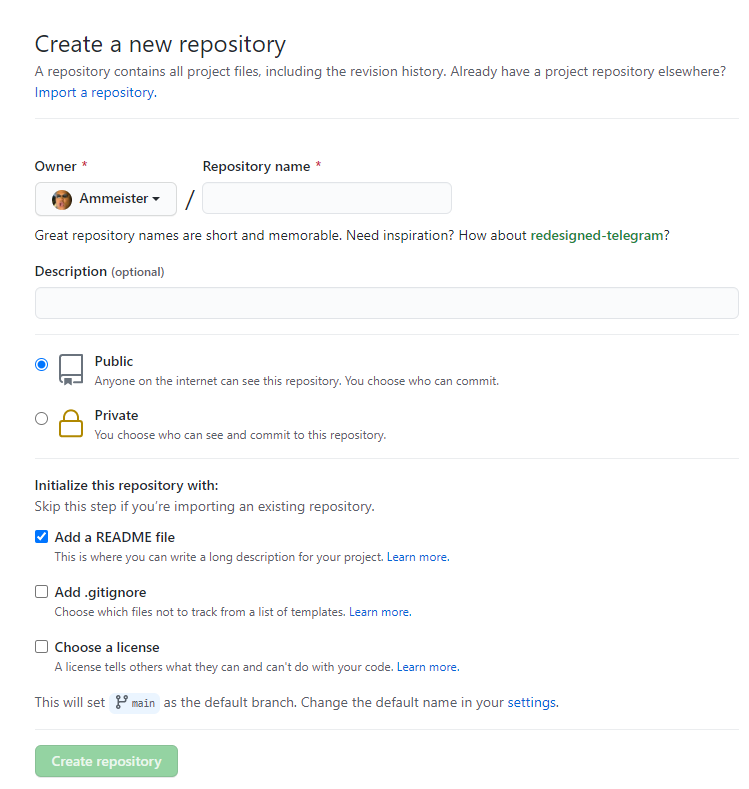 Create a new repository
A repository contains all project files, including the revision history. Already have a project repository elsewhere?
Import a repository.
Owner *
Repository name *
Ammeister
/
Great repository names are short and memorable. Need inspiration? How about redesigned-telegram?
Description (optional)
Public
Anyone on the internet can see this repository. You choose who can commit.
Private
You choose who can see and commit to this repository.
Initialize this repository with:
Skip this step if you're importing an existing repository.
Add a README file
This is where you can write a long description for your project. Learn more.
Add .gitignore
Choose which files not to track from a list of templates. Learn more.
Choose a license
A license tells others what they can and can't do with your code. Learn more.
This will set main as the default branch. Change the default name in your settings.
Create repository